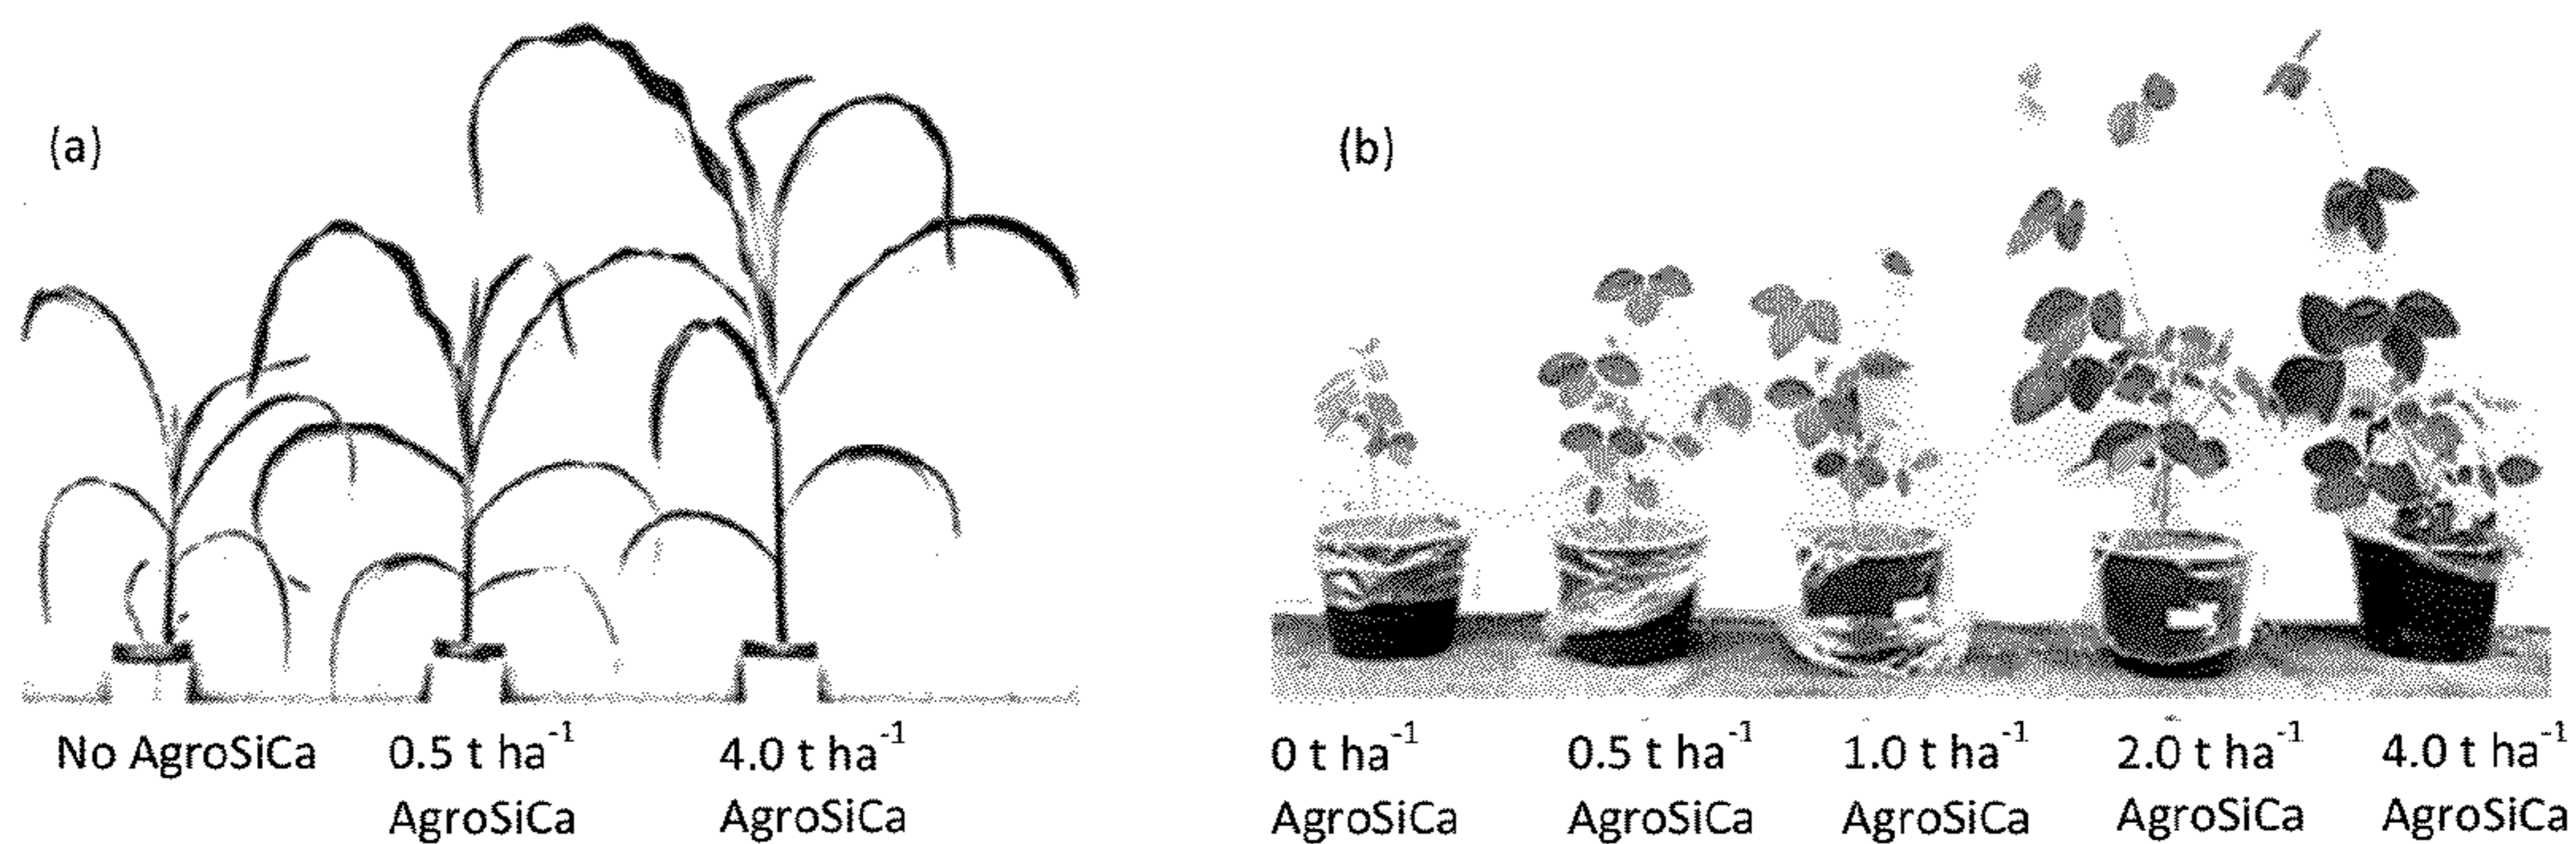 (a)
(b)
No AgroSiCa
0.5 t ha⁻¹
AgroSiCa
4.0 t ha⁻¹
AgroSiCa
0 t ha⁻¹
AgroSiCa
0.5 t ha⁻¹
AgroSiCa
1.0 t ha⁻¹
AgroSiCa
2.0 t ha⁻¹
AgroSiCa
4.0 t ha⁻¹
AgroSiCa